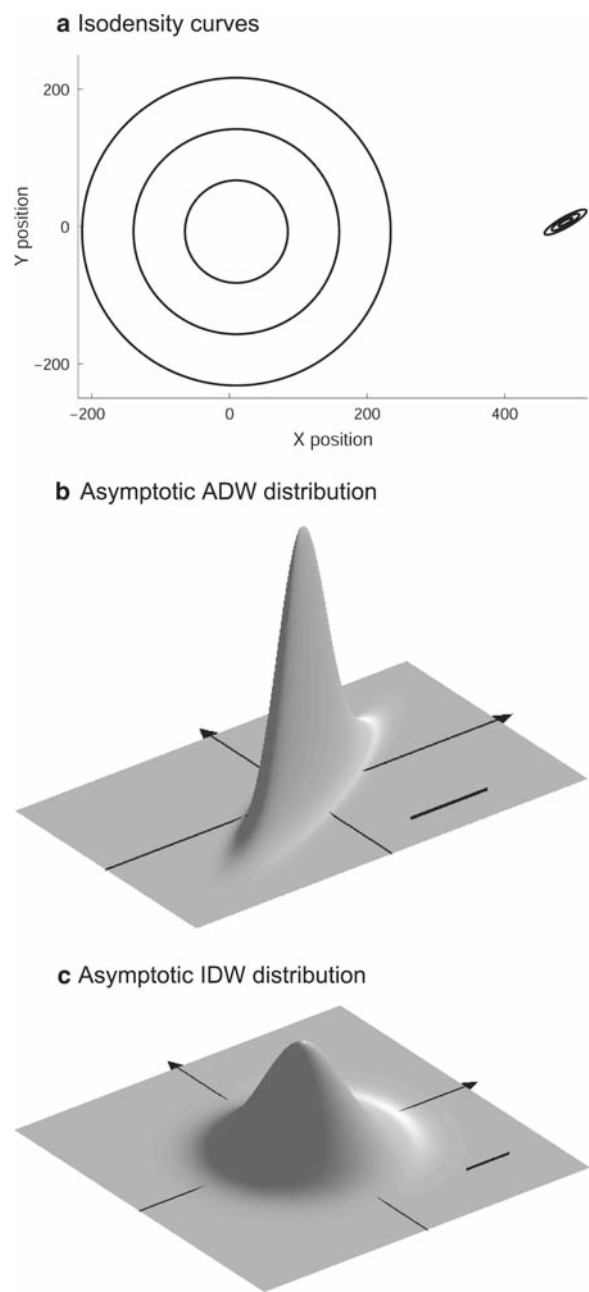 a Isodensity curves
200
0
−200
Y position
−200
0
200
400
X position
b Asymptotic ADW distribution
c Asymptotic IDW distribution